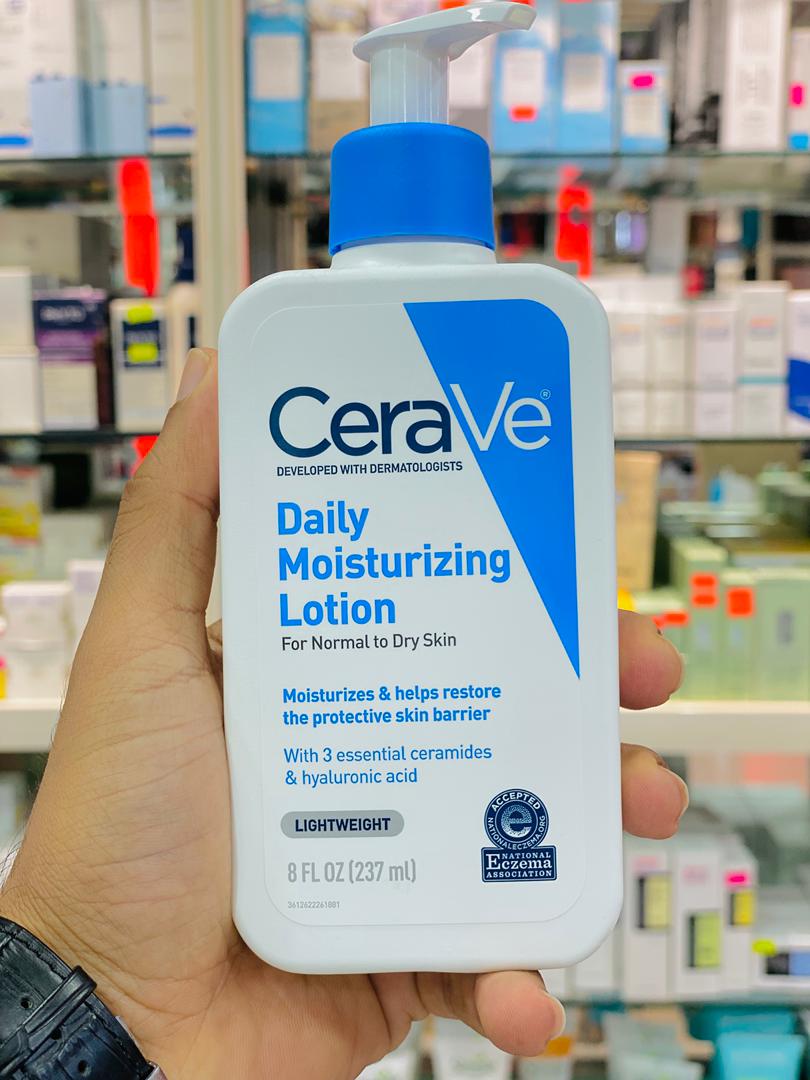 CeraVe®
DEVELOPED WITH DERMATOLOGISTS
Daily
Moisturizing
Lotion
For Normal to Dry Skin
Moisturizes & helps restore
the protective skin barrier
With 3 essential ceramides
& hyaluronic acid
LIGHTWEIGHT
ACCEPTED
NATIONALECZEMA.ORG
e
NATIONAL
Eczema
ASSOCIATION
8 FL OZ (237 ml)
3612622261801